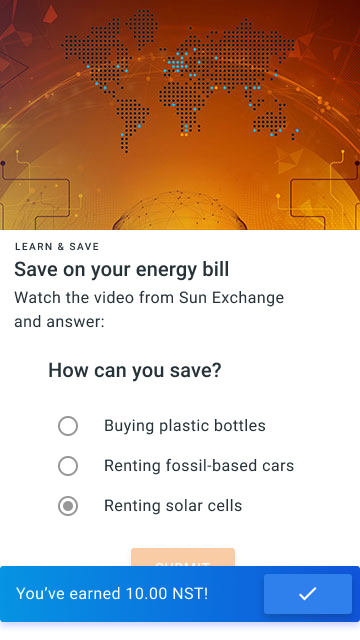 LEARN & SAVE
Save on your energy bill
Watch the video from Sun Exchange
and answer:
How can you save?
Buying plastic bottles
Renting fossil-based cars
Renting solar cells
SUBMIT
You've earned 10.00 NST!